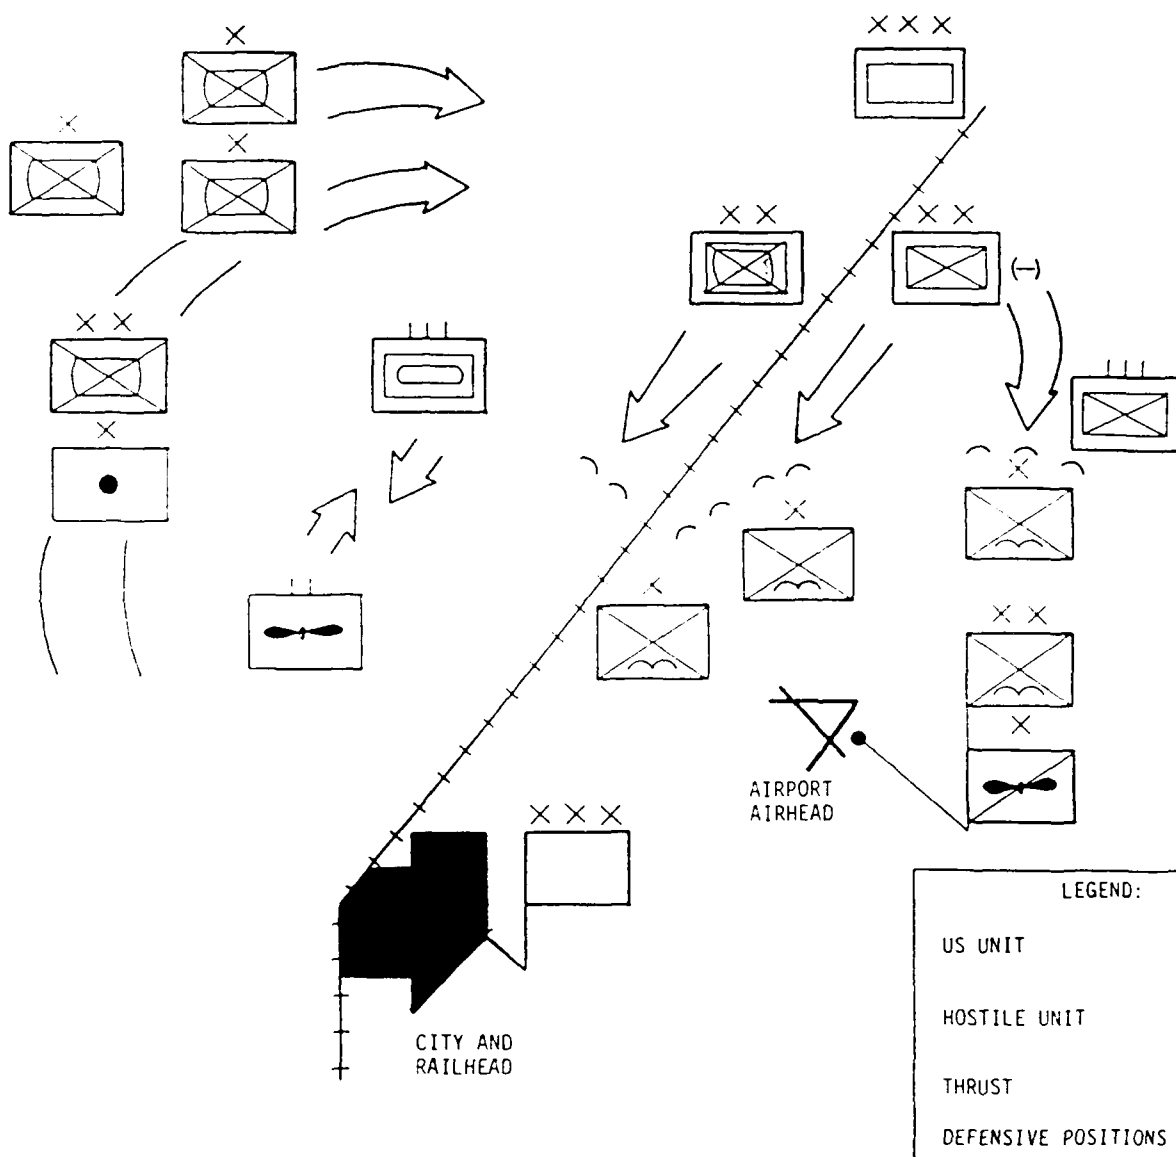 (—)
AIRPORT
AIRHEAD
CITY AND
RAILHEAD
LEGEND:
US UNIT
HOSTILE UNIT
THRUST
DEFENSIVE POSITIONS